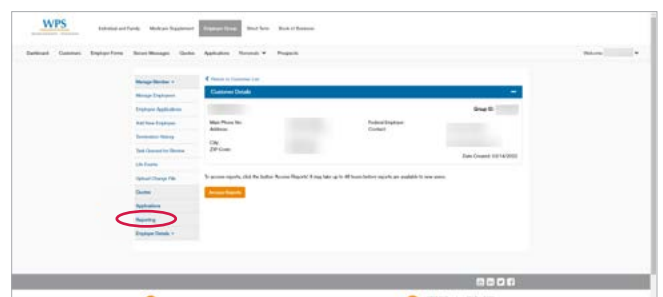 WPS
Individual and Family Medicare Supplement Employer Group Short Term Book of Business
Dashboard Customers Employer Forms Secure Messages Quotes Applications Renewals Prospects Welcome
Manage Member
Manage Employees
Employee Applications
Add New Employee
Termination History
Task Queued for Review
Life Events
Upload Change File
Quotes
Applications
Reporting
Employer Details
Return to Customer List
Customer Details
Group ID:
Main Phone No:
Address:
City:
ZIP Code:
Federal Employer
Contact:
Date Created: 03/14/2022
To access reports, click the button 'Access Reports'. It may take up to 48 hours before reports are available to new users.
Access Reports